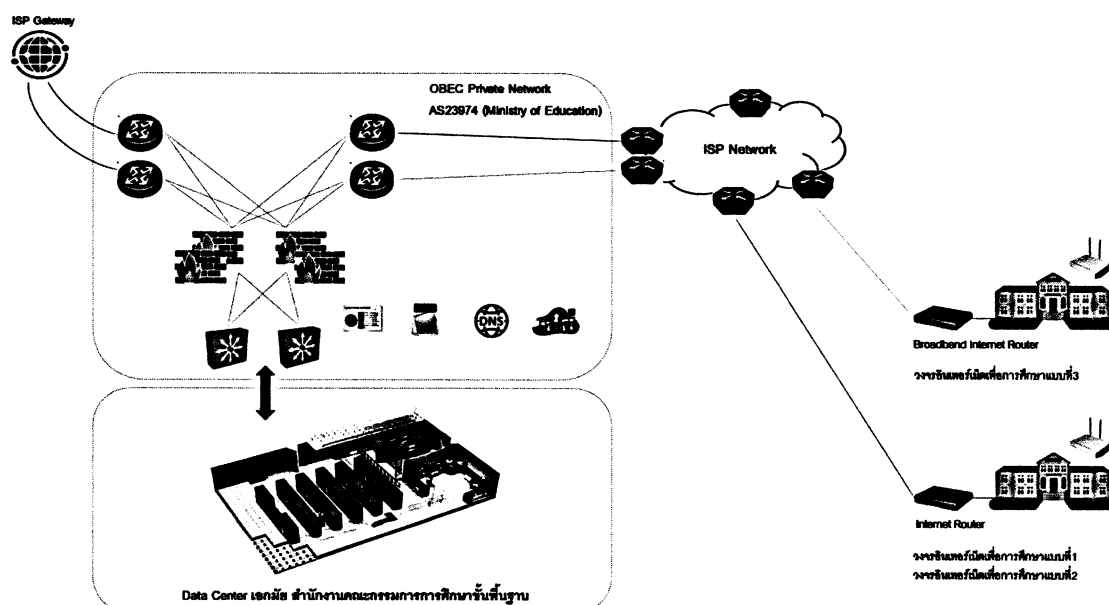 ISP Gateway
OBEC Private Network
AS23974 (Ministry of Education)
ISP Network
DNS
Broadband Internet Router
วงจรอินเทอร์เน็ตเพื่อการศึกษาแบบที่3
Internet Router
วงจรอินเทอร์เน็ตเพื่อการศึกษาแบบที่1
วงจรอินเทอร์เน็ตเพื่อการศึกษาแบบที่2
Data Center เอกมัย สำนักงานคณะกรรมการการศึกษาขั้นพื้นฐาน